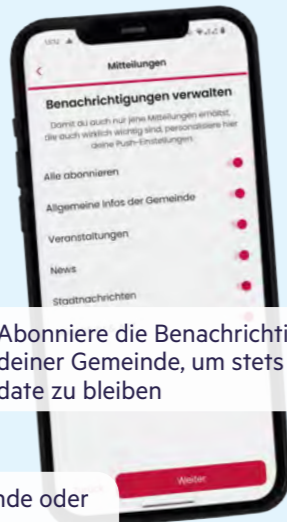 Mitteilungen
Benachrichtigungen verwalten
Damit du auch nur jene Mitteilungen erhältst,
die auch wirklich wichtig sind, personalisiere hier
deine Push-Einstellungen.
Alle abonnieren
Allgemeine Infos der Gemeinde
Veranstaltungen
News
Stadtnachrichten
Abonniere die Benachrichti
deiner Gemeinde, um stets
date zu bleiben
Weiter
nde oder